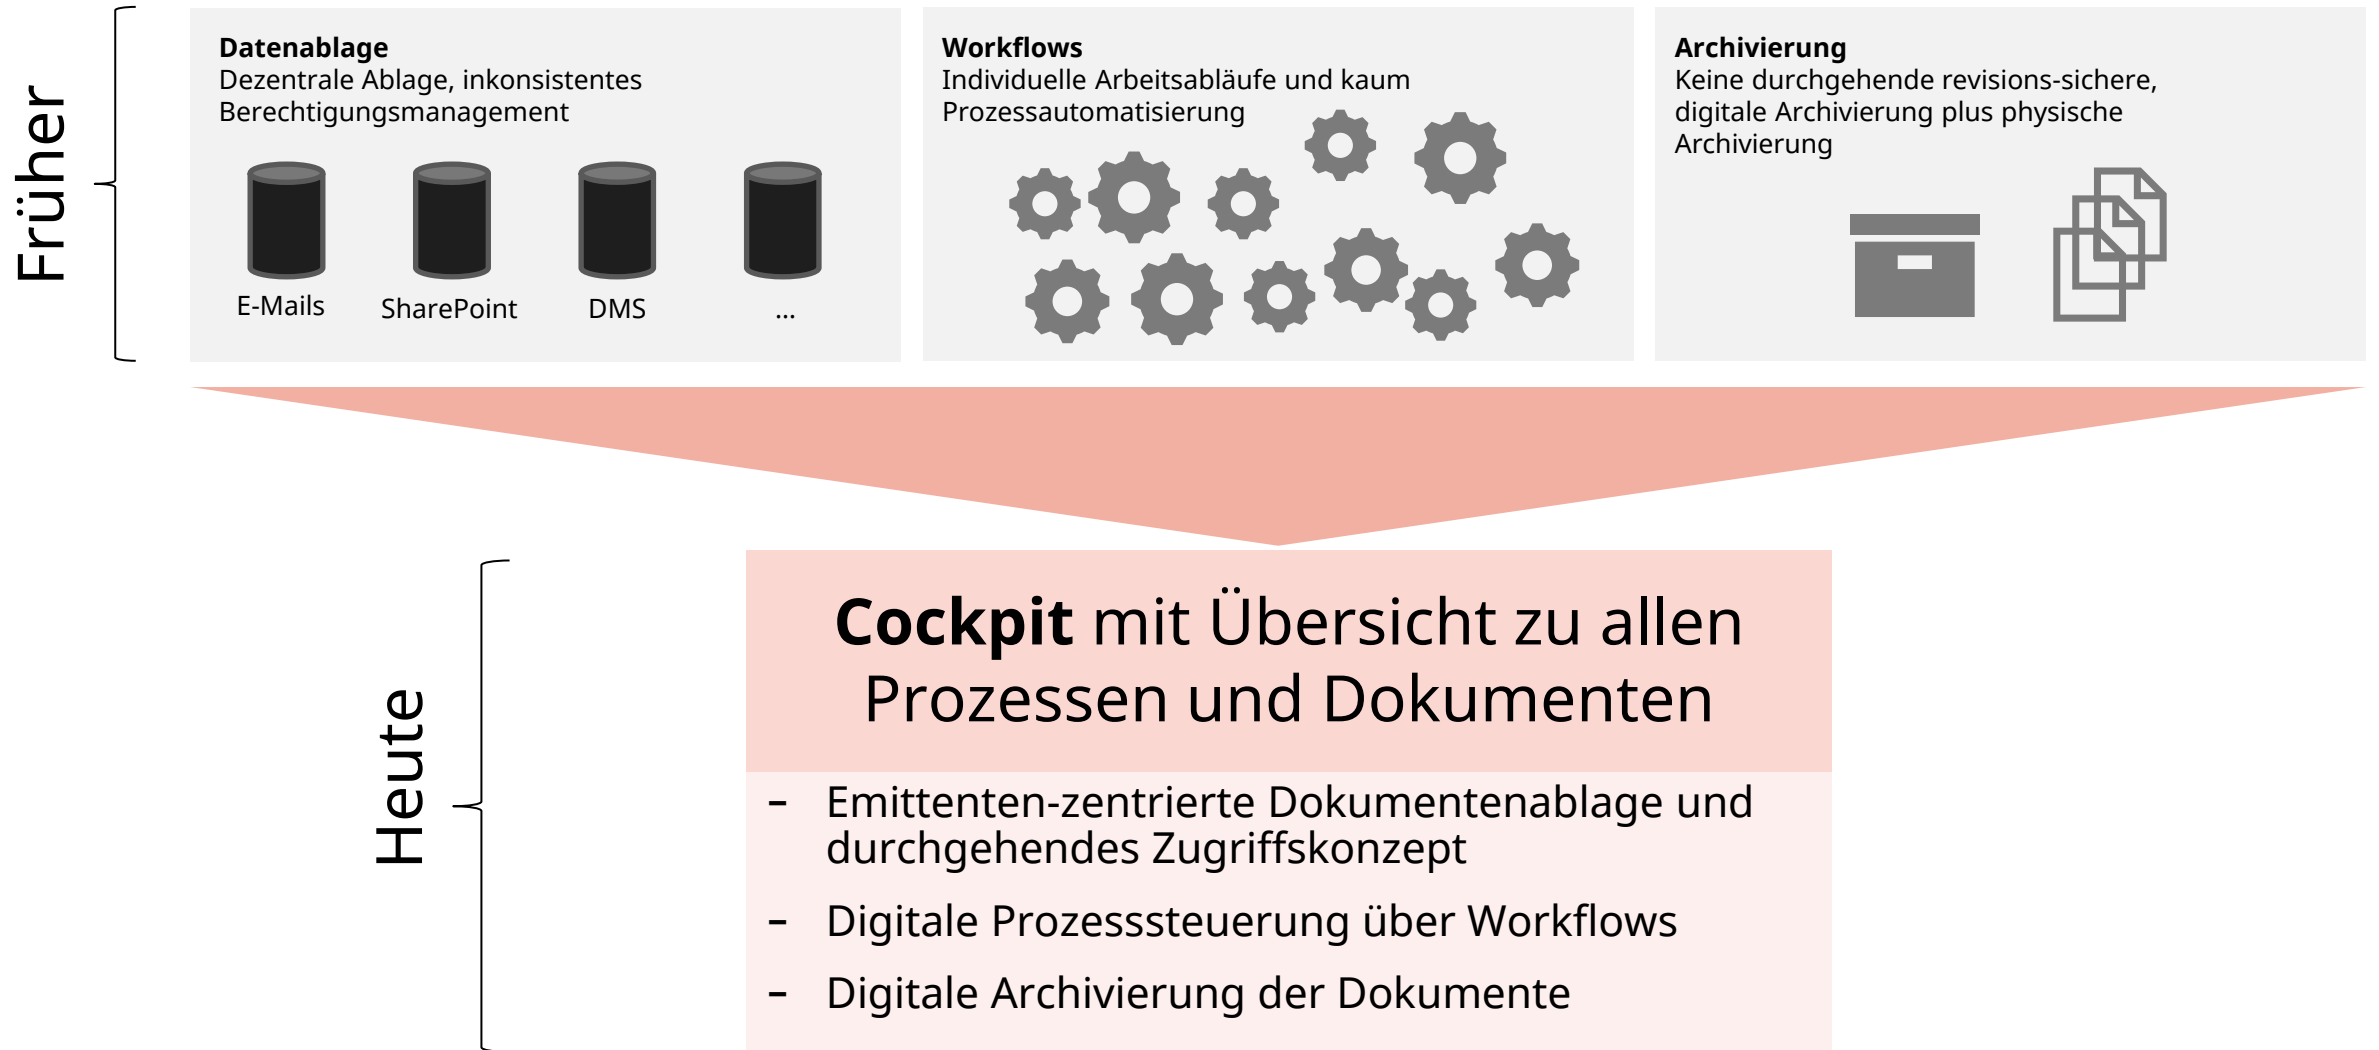 Früher
Datenablage
Dezentrale Ablage, inkonsistentes
Berechtigungsmanagement
E-Mails
SharePoint
DMS
...
Workflows
Individuelle Arbeitsabläufe und kaum
Prozessautomatisierung
Archivierung
Keine durchgehende revisions-sichere,
digitale Archivierung plus physische
Archivierung
Heute
Cockpit mit Übersicht zu allen
Prozessen und Dokumenten
– Emittenten-zentrierte Dokumentenablage und
durchgehendes Zugriffskonzept
– Digitale Prozesssteuerung über Workflows
– Digitale Archivierung der Dokumente